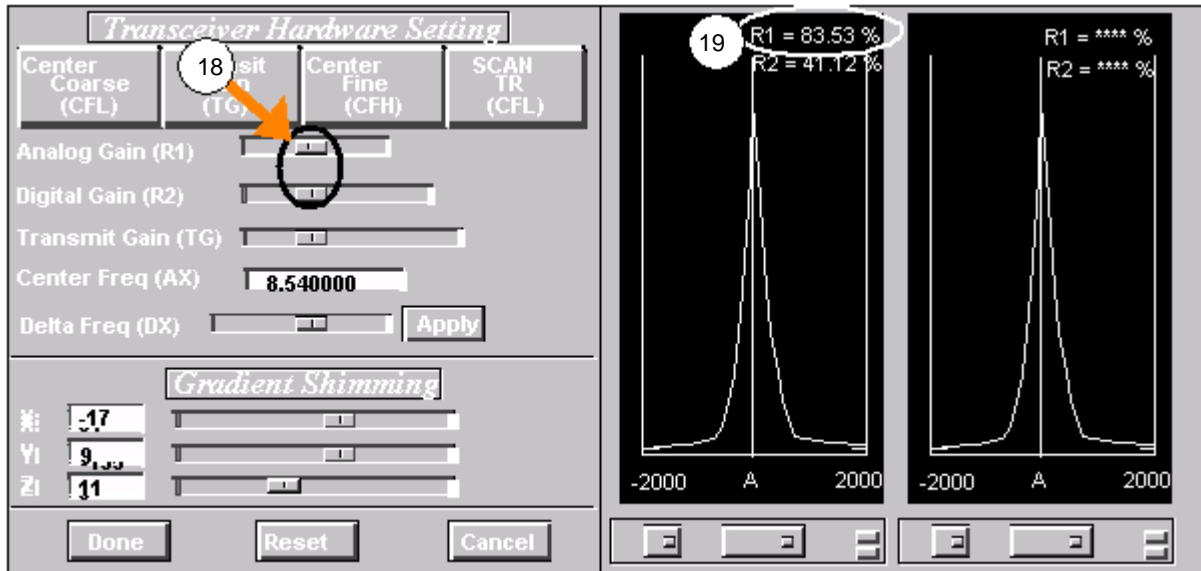 Transceiver Hardware Setting
Center Coarse (CFL)
(TG)
Center Fine (CFH)
SCAN TR (CFL)
18
Analog Gain (R1)
Digital Gain (R2)
Transmit Gain (TG)
Center Freq (AX) 8.540000
Delta Freq (DX) Apply
Gradient Shimming
X: -17
Y: 9
Z: 11
Done Reset Cancel
19
R1 = 83.53 %
R2 = 41.12 %
-2000 A 2000
R1 = **** %
R2 = **** %
-2000 A 2000